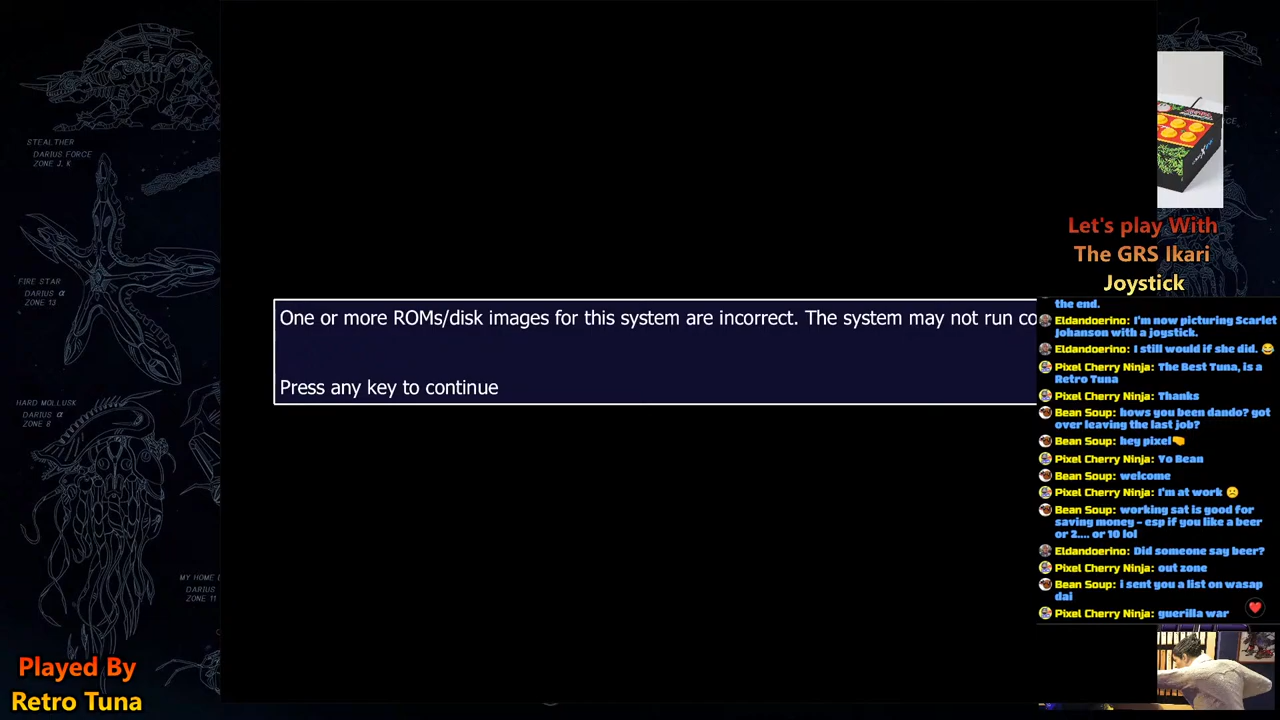 STEALTHER
DARIUS FORCE
ZONE J, K
FIRE STAR
DARIUS α
ZONE 13
HARD MOLLUSK
DARIUS α
ZONE 8
MY HOME D
DARIUS
ZONE 11
Played By
Retro Tuna
One or more ROMs/disk images for this system are incorrect. The system may not run co
Press any key to continue
Let's play With
The GRS Ikari
Joystick
the end.
Eldandoerino: I'm now picturing Scarlet
Johanson with a joystick.
Eldandoerino: I still would if she did. 😂
Pixel Cherry Ninja: The Best Tuna, is a
Retro Tuna
Pixel Cherry Ninja: Thanks
Bean Soup: hows you been dando? got
over leaving the last job?
Bean Soup: hey pixel🤜
Pixel Cherry Ninja: Yo Bean
Bean Soup: welcome
Pixel Cherry Ninja: I'm at work ☹️
Bean Soup: working sat is good for
saving money - esp if you like a beer
or 2.... or 10 lol
Eldandoerino: Did someone say beer?
Pixel Cherry Ninja: out zone
Bean Soup: i sent you a list on wasap
dai
Pixel Cherry Ninja: guerilla war